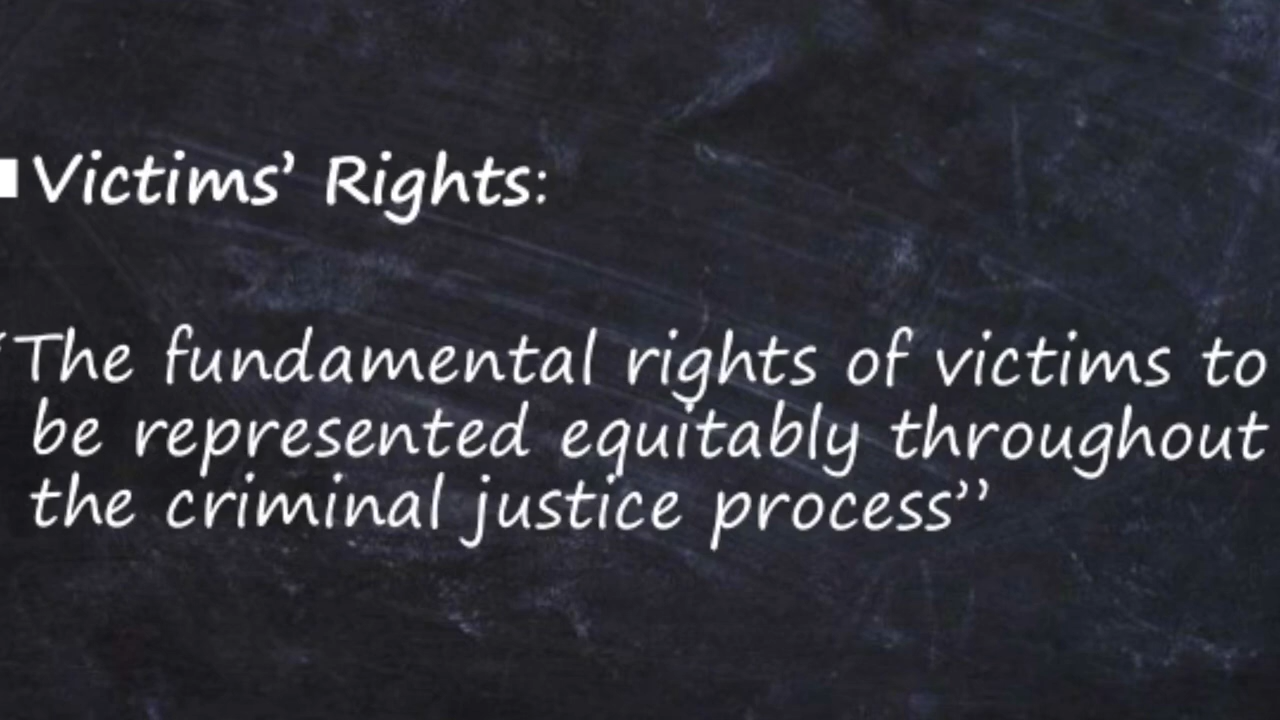 Victims’ Rights:
‘The fundamental rights of victims to
be represented equitably throughout
the criminal justice process’’